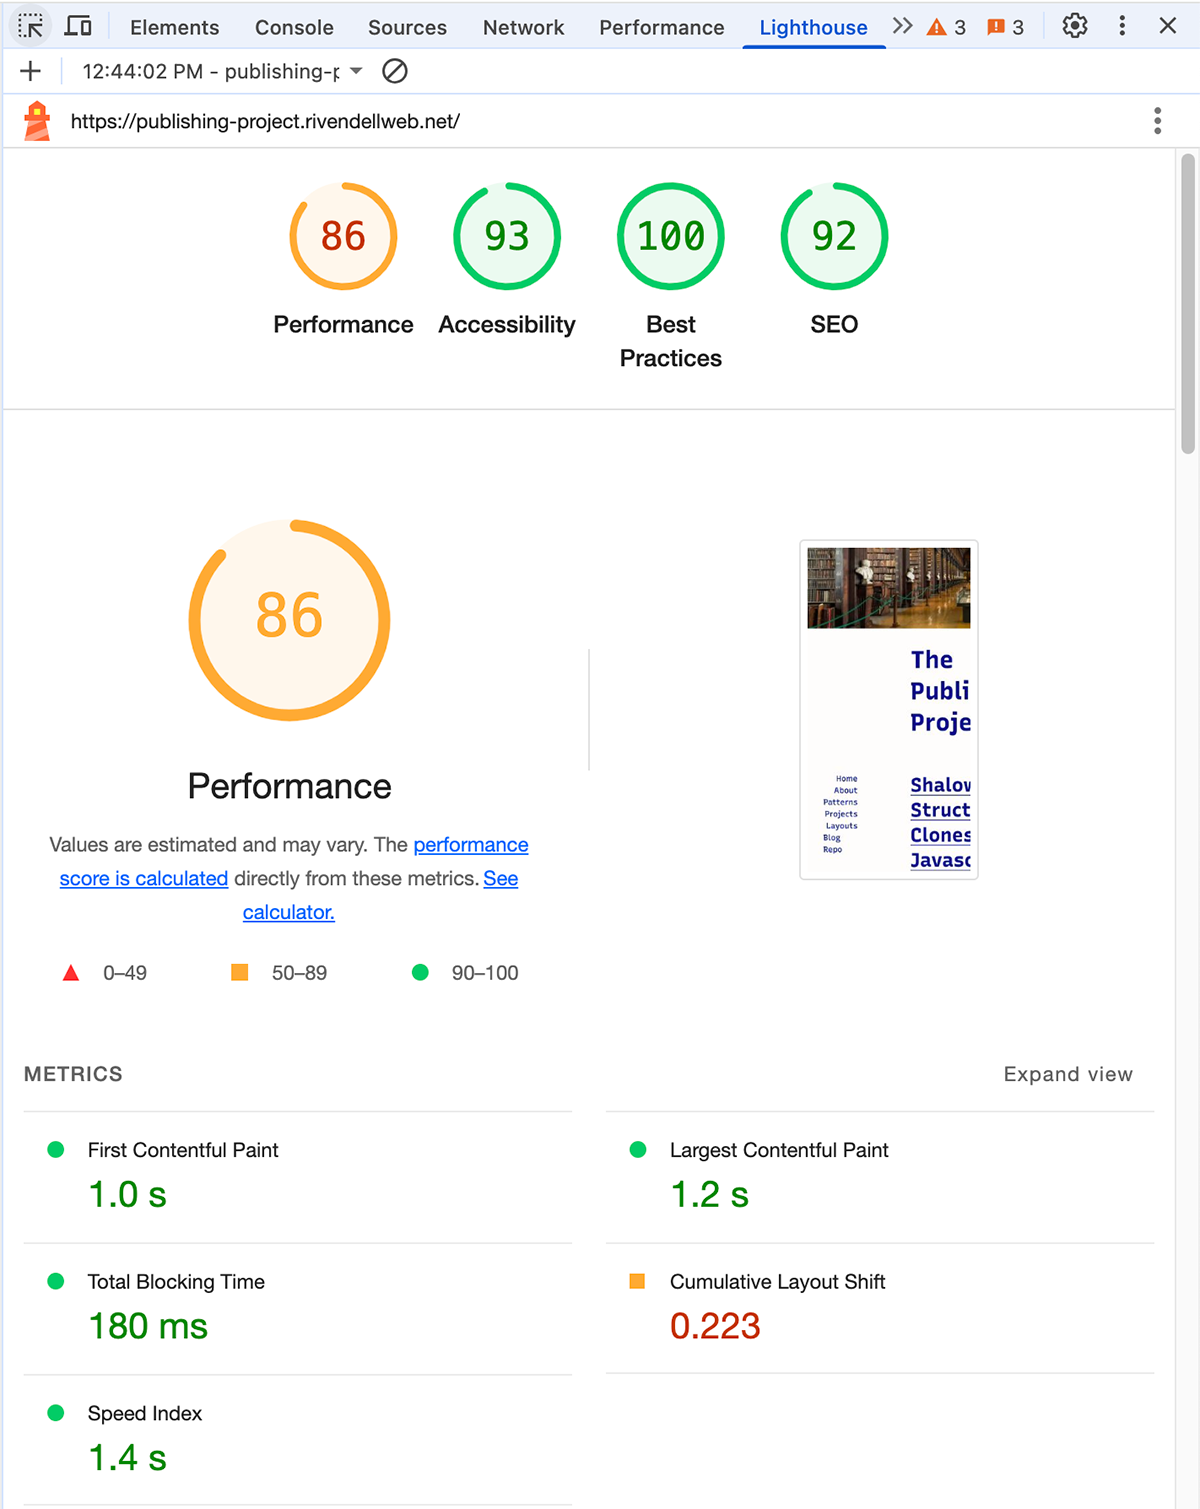 Elements Console Sources Network Performance Lighthouse 3 3
12:44:02 PM - publishing-p
https://publishing-project.rivendellweb.net/
86 93 100 92
Performance Accessibility Best Practices SEO
86
Performance
Values are estimated and may vary. The performance
score is calculated directly from these metrics. See
calculator.
0–49 50–89 90–100
The
Publi
Proje
Home
About
Patterns
Projects
Layouts
Blog
Repo
Shalow
Struct
Clones
Javasc
METRICS
Expand view
First Contentful Paint
1.0 s
Largest Contentful Paint
1.2 s
Total Blocking Time
180 ms
Cumulative Layout Shift
0.223
Speed Index
1.4 s